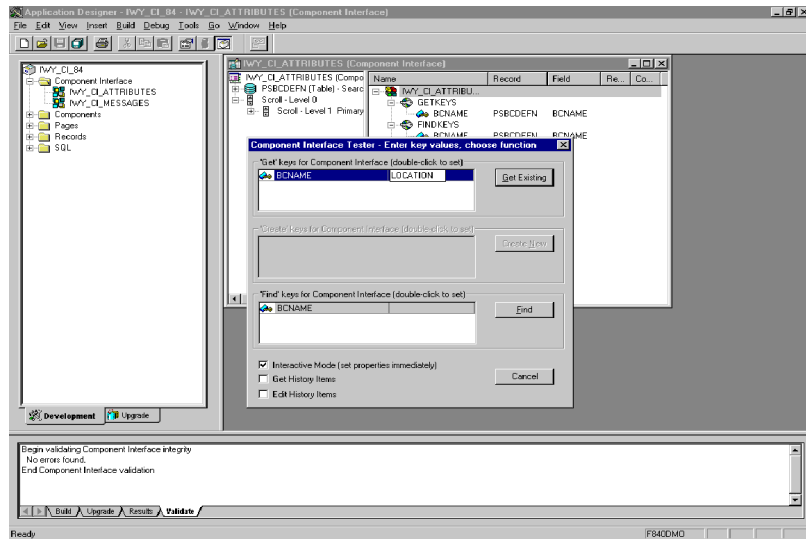 Application Designer - IWY_CI_84 - IWY_CI_ATTRIBUTES (Component Interface)
File Edit View Insert Build Debug Tools Go Window Help
IWY_CI_84
Component Interface
IWY_CI_ATTRIBUTES
IWY_CI_MESSAGES
Components
Pages
Records
SQL
Development Upgrade
IWY_CI_ATTRIBUTES (Component Interface)
IWY_CI_ATTRIBUTES (Compo
PSBCDEFN (Table) - Searc
Scroll - Level 0
Scroll - Level 1 Primary
Name Record Field Re... Co...
IWY_CI_ATTRIBU...
GETKEYS
BCNAME PSBCDEFN BCNAME
FINDKEYS
BCNAME PSBCDEFN BCNAME
Component Interface Tester - Enter key values, choose function
'Get' keys for Component Interface (double-click to set)
BCNAME LOCATION
Get Existing
'Create' keys for Component Interface (double-click to set)
Create New
'Find' keys for Component Interface (double-click to set)
BCNAME
Find
Interactive Mode (set properties immediately)
Get History Items
Edit History Items
Cancel
Begin validating Component Interface integrity
No errors found.
End Component Interface validation
Build Upgrade Results Validate
Ready F840DMO